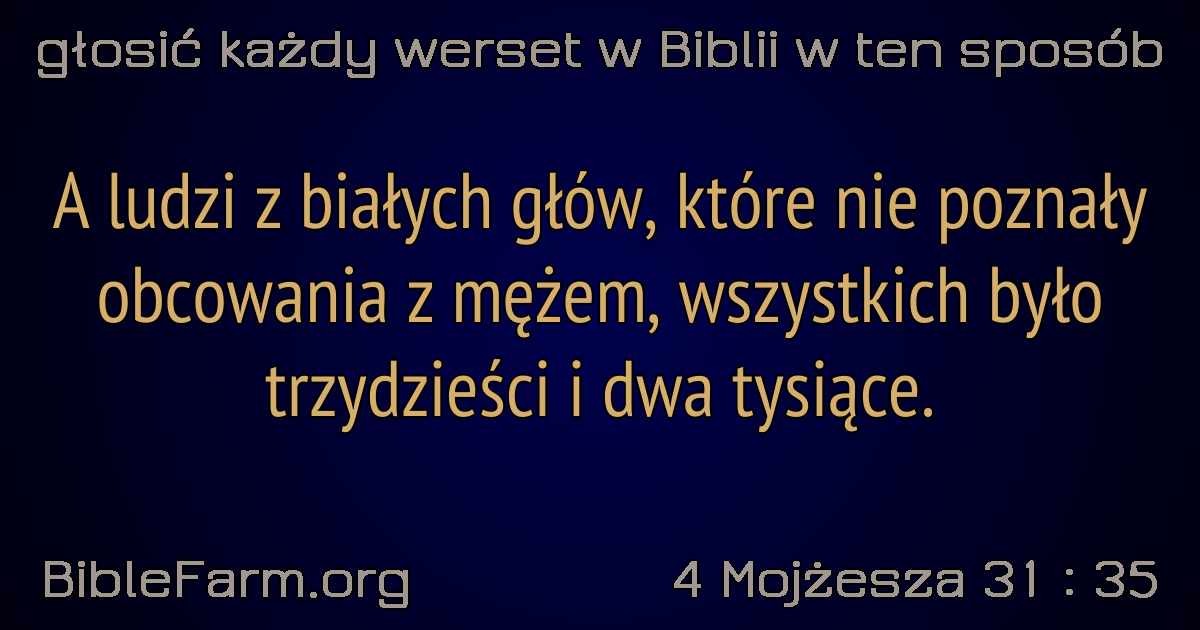 głosić każdy werset w Biblii w ten sposób
A ludzi z białych głów, które nie poznały
obcowania z mężem, wszystkich było
trzydzieści i dwa tysiące.
BibleFarm.org
4 Mojżesza 31 : 35